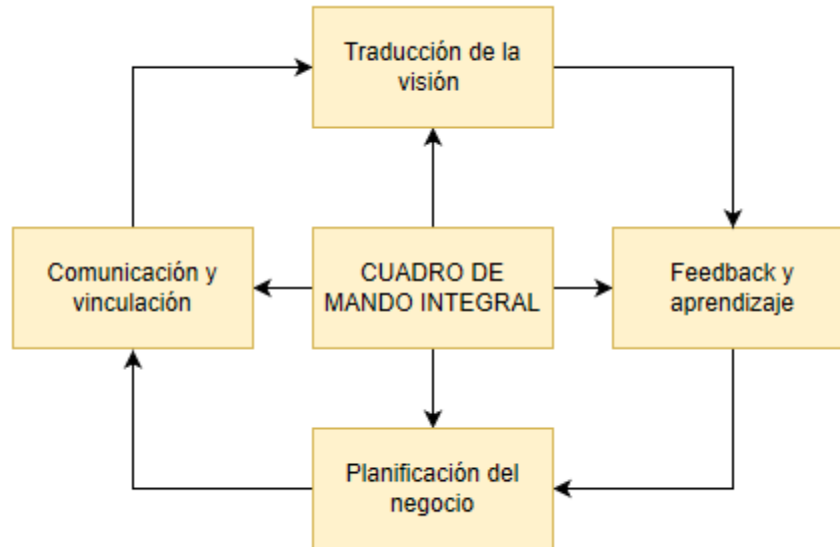 Traducción de la
visión
Comunicación y
vinculación
CUADRO DE
MANDO INTEGRAL
Feedback y
aprendizaje
Planificación del
negocio